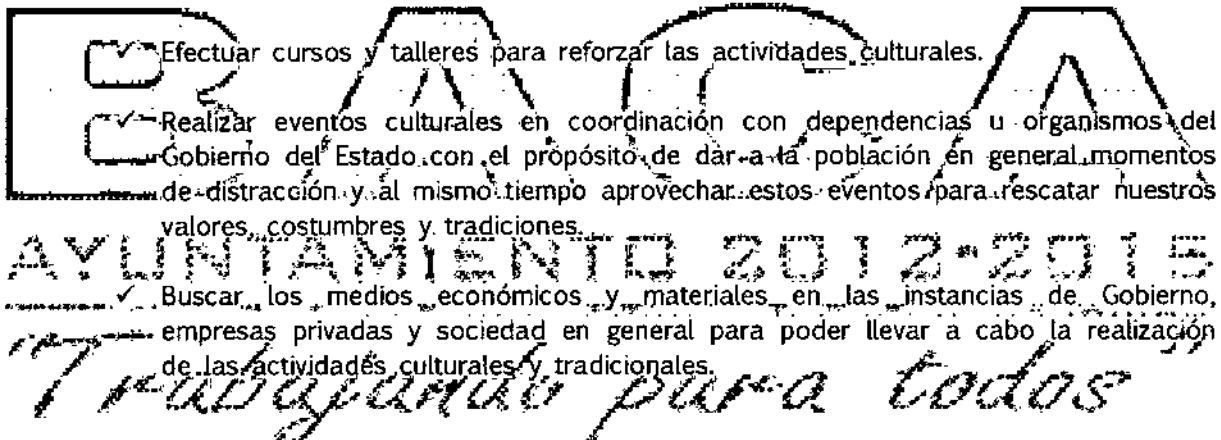 BACA
✓ Efectuar cursos y talleres para reforzar las actividades culturales.
✓ Realizar eventos culturales en coordinación con dependencias u organismos del
Gobierno del Estado con el propósito de dar a la población en general momentos
de distracción y al mismo tiempo aprovechar estos eventos para rescatar nuestros
valores, costumbres y tradiciones.
AYUNTAMIENTO 2012-2015
✓ Buscar los medios económicos y materiales en las instancias de Gobierno,
empresas privadas y sociedad en general para poder llevar a cabo la realización
de las actividades culturales y tradicionales.
"Trabajando para todos"